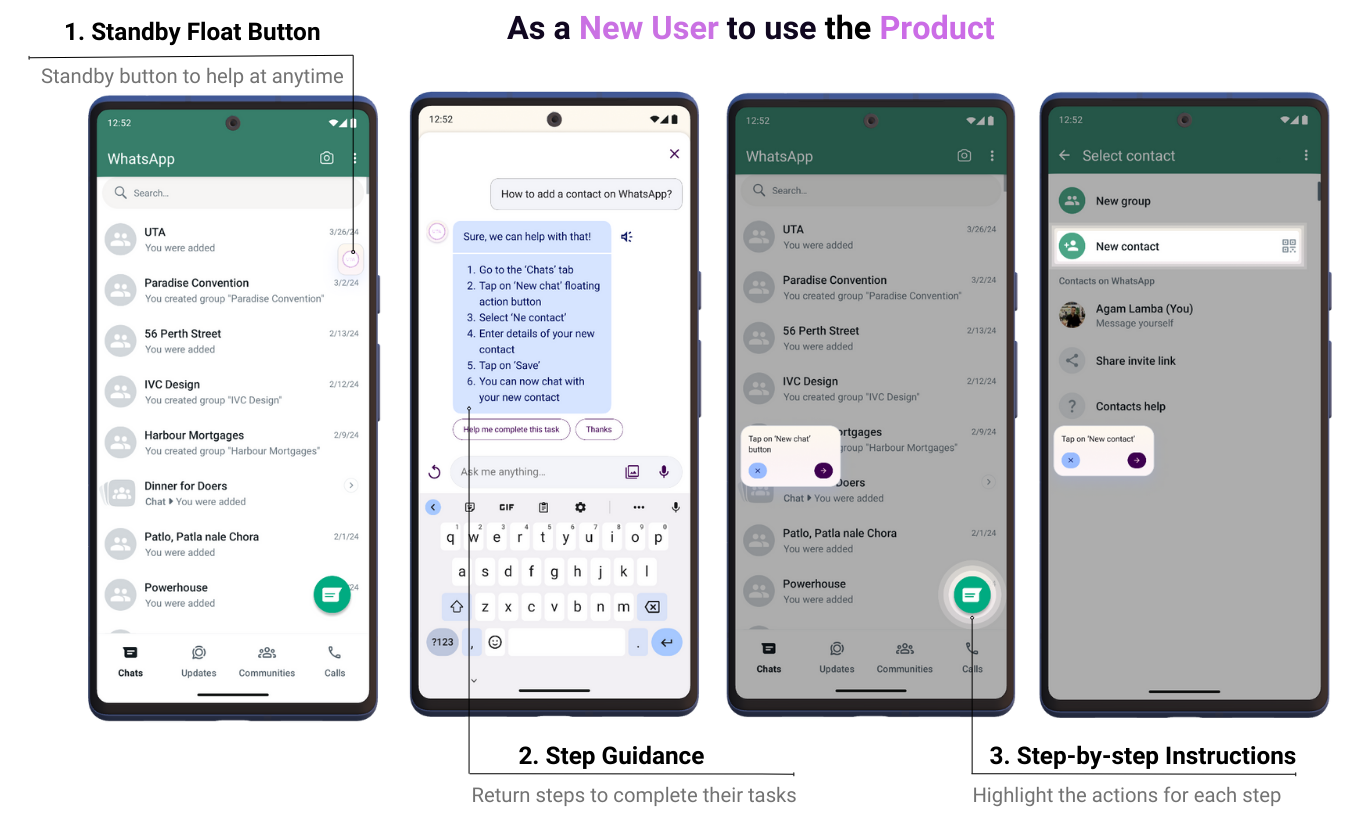 As a New User to use the Product
1. Standby Float Button
Standby button to help at anytime
12:52
WhatsApp
Search...
UTA
3/26/24
You were added
Paradise Convention
3/2/24
You created group "Paradise Convention"
56 Perth Street
2/13/24
You were added
IVC Design
2/12/24
You created group "IVC Design"
Harbour Mortgages
2/9/24
You created group "Harbour Mortgages"
Dinner for Doers
Chat You were added
Patlo, Patla nale Chora
2/1/24
You were added
Powerhouse
24
You were added
Chats
Updates
Communities
Calls
12:52
How to add a contact on WhatsApp?
Sure, we can help with that!
1. Go to the 'Chats' tab
2. Tap on 'New chat' floating
action button
3. Select 'Ne contact'
4. Enter details of your new
contact
5. Tap on 'Save'
6. You can now chat with
your new contact
Help me complete this task
Thanks
Ask me anything...
GIF
1 2 3 4 5 6 7 8 9 0
q w e r t y u i o p
a s d f g h j k l
z x c v b n m
?123 , .
2. Step Guidance
Return steps to complete their tasks
12:52
WhatsApp
Search...
UTA
3/26/24
You were added
Paradise Convention
3/2/24
You created group "Paradise Convention"
56 Perth Street
2/13/24
You were added
IVC Design
2/12/24
You created group "IVC Design"
ortgages
2/9/24
group "Harbour Mortgages"
Tap on 'New chat'
button
Doers
Chat You were added
Patlo, Patla nale Chora
2/1/24
You were added
Powerhouse
You were added
Chats
Updates
Communities
Calls
12:52
Select contact
New group
New contact
Contacts on WhatsApp
Agam Lamba (You)
Message yourself
Share invite link
?
Contacts help
Tap on 'New contact'
3. Step-by-step Instructions
Highlight the actions for each step